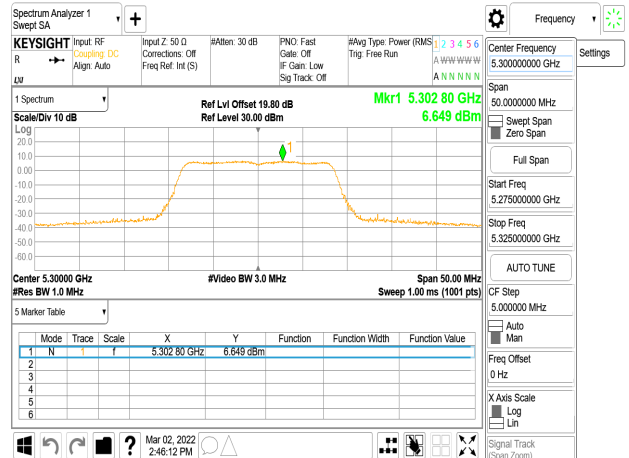 Spectrum Analyzer 1
Swept SA
Frequency
KEYSIGHT
R
Input: RF
Coupling: DC
Align: Auto
Input Z: 50 Ω
Corrections: Off
Freq Ref: Int (S)
#Atten: 30 dB
PNO: Fast
Gate: Off
IF Gain: Low
Sig Track: Off
#Avg Type: Power (RMS
Trig: Free Run
1 2 3 4 5 6
A W W W W W
A N N N N N
LXI
1 Spectrum
Scale/Div 10 dB
Ref Lvl Offset 19.80 dB
Ref Level 30.00 dBm
Mkr1 5.302 80 GHz
6.649 dBm
Log
20.0
10.0
0.00
-10.0
-20.0
-30.0
-40.0
-50.0
-60.0
1
Center 5.30000 GHz
#Res BW 1.0 MHz
#Video BW 3.0 MHz
Span 50.00 MHz
Sweep 1.00 ms (1001 pts)
5 Marker Table
Mode Trace Scale X Y Function Function Width Function Value
1 N 1 f 5.302 80 GHz 6.649 dBm
2
3
4
5
6
?
Mar 02, 2022
2:46:12 PM
Center Frequency
5.300000000 GHz
Settings
Span
50.0000000 MHz
Swept Span
Zero Span
Full Span
Start Freq
5.275000000 GHz
Stop Freq
5.325000000 GHz
AUTO TUNE
CF Step
5.000000 MHz
Auto
Man
Freq Offset
0 Hz
X Axis Scale
Log
Lin
Signal Track
(Span Zoom)